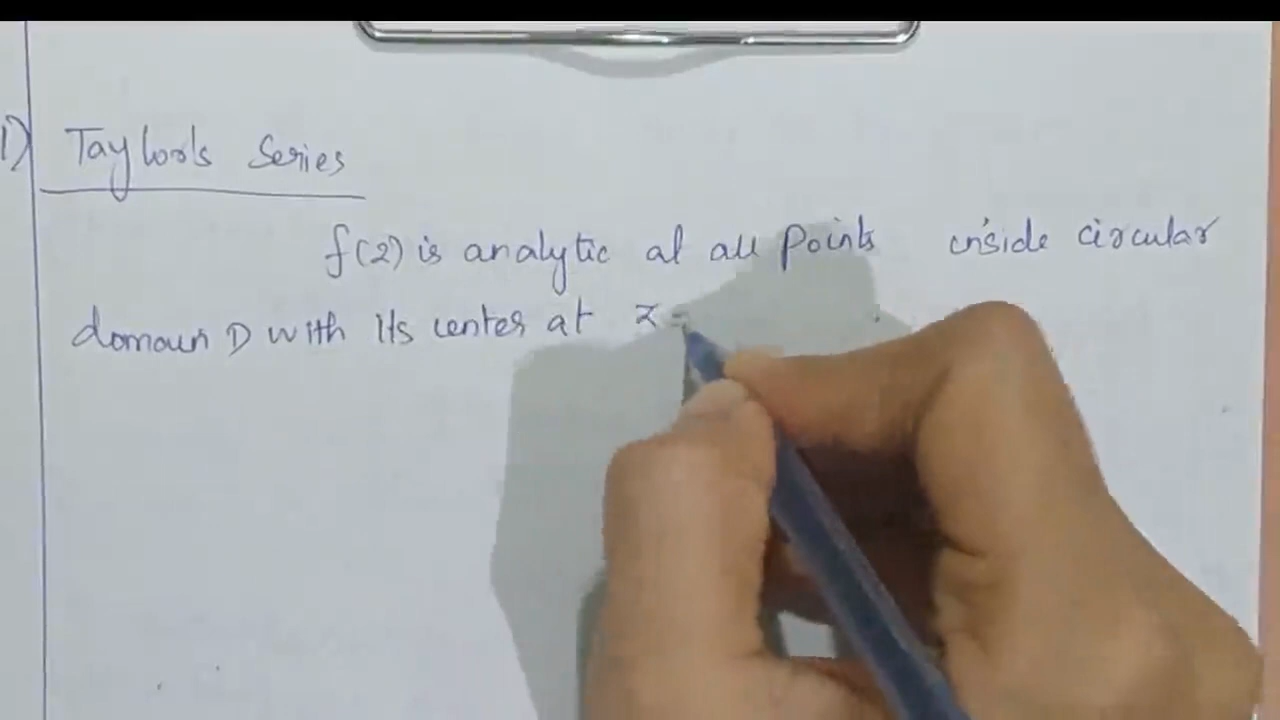 1) Taylor's Series
f(z) is analytic at all points inside circular
domain D with its center at z =